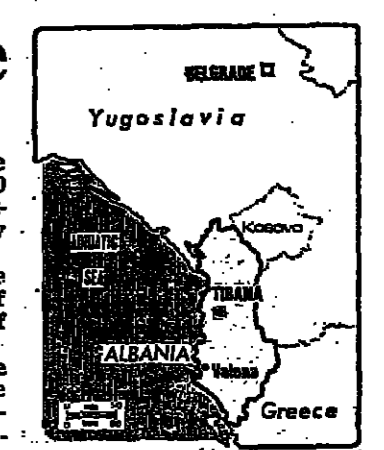 BELGRADE
Yugoslavia
Kosovo
ADRIATIC
SEA
TIRANA
ALBANIA
Valona
Greece